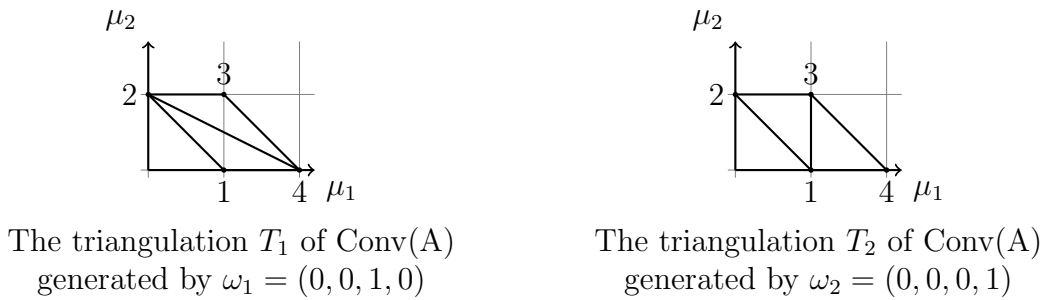 μ₂
3
2
1
4
μ₁
The triangulation T₁ of Conv(A)
generated by ω₁ = (0, 0, 1, 0)
μ₂
3
2
1
4
μ₁
The triangulation T₂ of Conv(A)
generated by ω₂ = (0, 0, 0, 1)